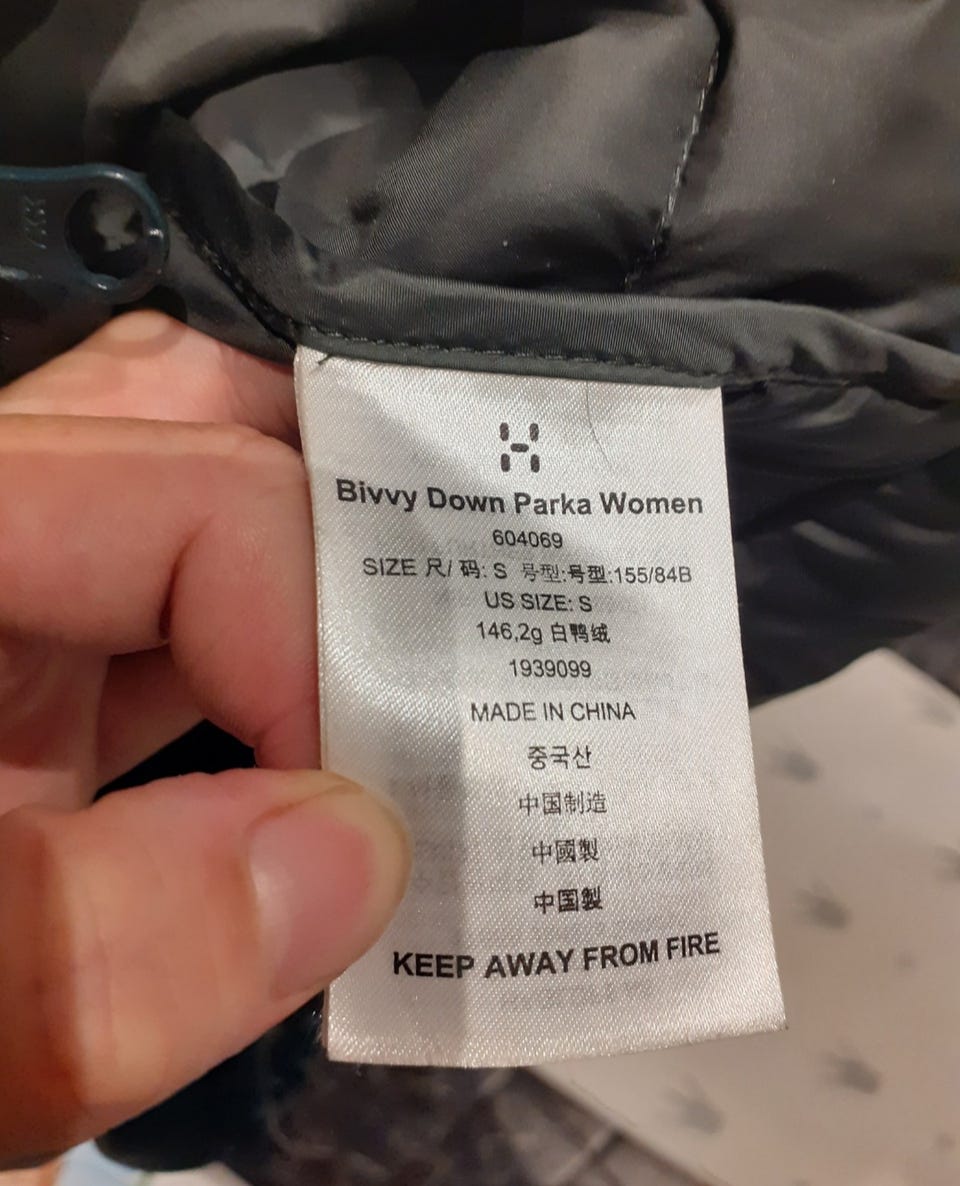 YKK
Bivvy Down Parka Women
604069
SIZE 尺/ 码: S 号型:号型:155/84B
US SIZE: S
146,2g 白鸭绒
1939099
MADE IN CHINA
중국산
中国制造
中國製
中国製
KEEP AWAY FROM FIRE